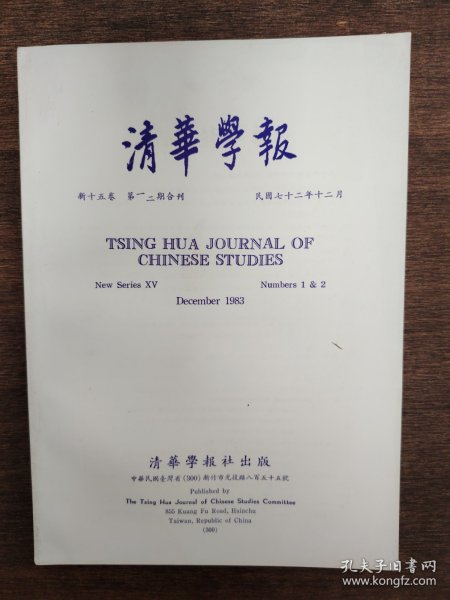 清華學報
新十五卷 第一二期合刊 民國七十二年十二月
TSING HUA JOURNAL OF
CHINESE STUDIES
New Series XV Numbers 1 & 2
December 1983
清華學報社出版
中華民國臺灣省(300)新竹市光復路八百五十五號
Published by
The Tsing Hua Journal of Chinese Studies Committee
855 Kuang Fu Road, Hsinchu
Taiwan, Republic of China
(300)
孔夫子旧书网
www.kongfz.com